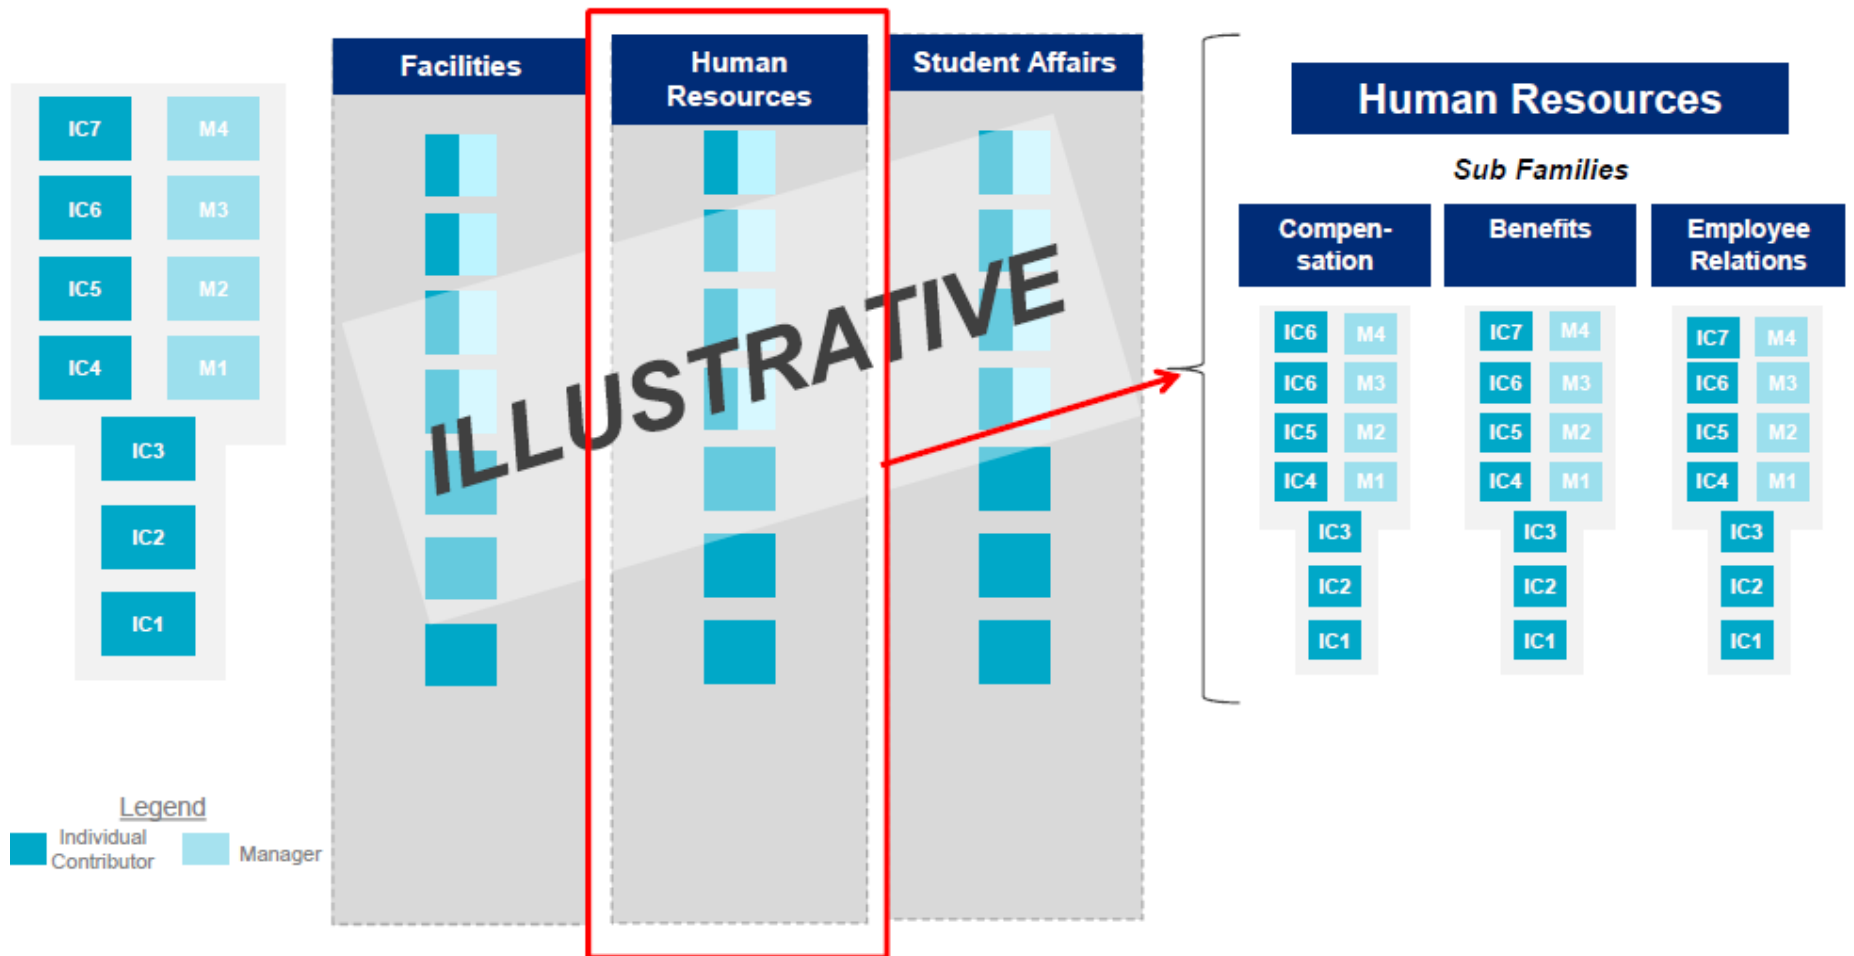 IC7 M4
IC6 M3
IC5 M2
IC4 M1
IC3
IC2
IC1
Legend
Individual
Contributor
Manager
Facilities
Human
Resources
Student Affairs
ILLUSTRATIVE
Human Resources
Sub Families
Compen-
sation
IC6 M4
IC6 M3
IC5 M2
IC4 M1
IC3
IC2
IC1
Benefits
IC7 M4
IC6 M3
IC5 M2
IC4 M1
IC3
IC2
IC1
Employee
Relations
IC7 M4
IC6 M3
IC5 M2
IC4 M1
IC3
IC2
IC1